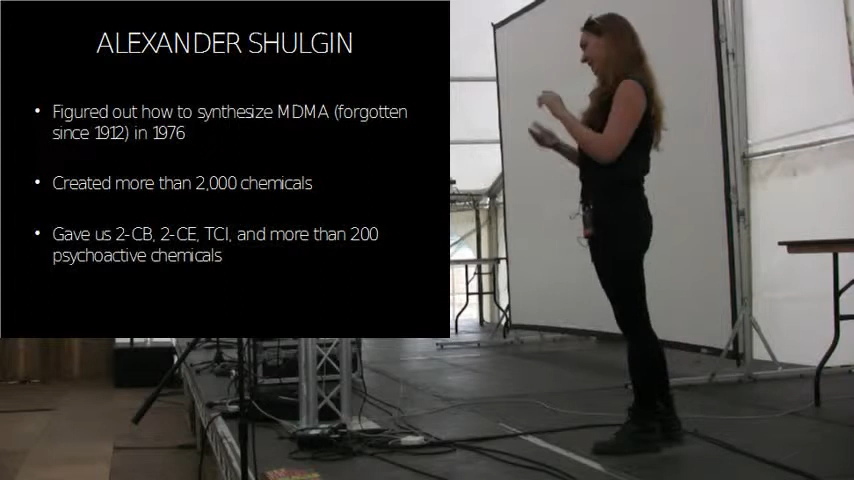 ALEXANDER SHULGIN
• Figured out how to synthesize MDMA (forgotten
since 1912) in 1976
• Created more than 2,000 chemicals
• Gave us 2-CB, 2-CE, TCI, and more than 200
psychoactive chemicals